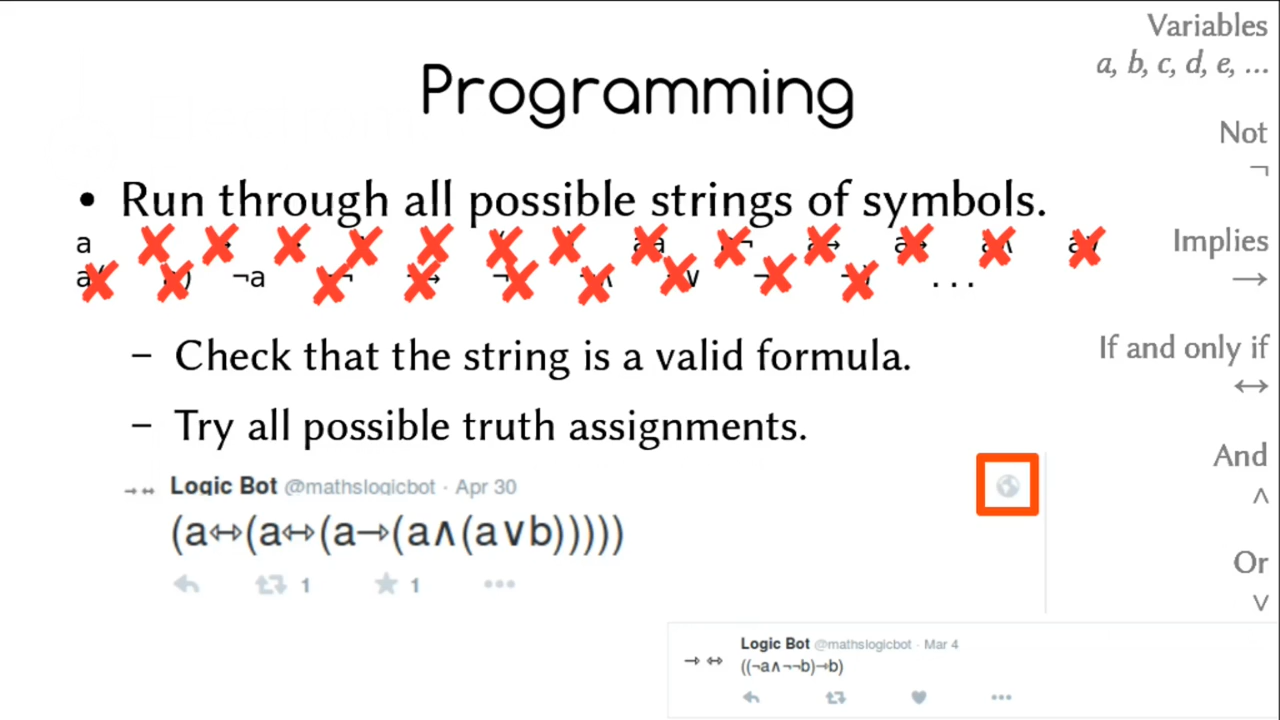 Programming
• Run through all possible strings of symbols.
a
¬a ...
– Check that the string is a valid formula.
– Try all possible truth assignments.
Logic Bot @mathslogicbot · Apr 30
(a↔(a↔(a→(a∧(a∨b)))))
1 1
Logic Bot @mathslogicbot · Mar 4
((¬a∧¬¬b)→b)
Variables
a, b, c, d, e, ...
Not
¬
Implies
→
If and only if
↔
And
∧
Or
∨